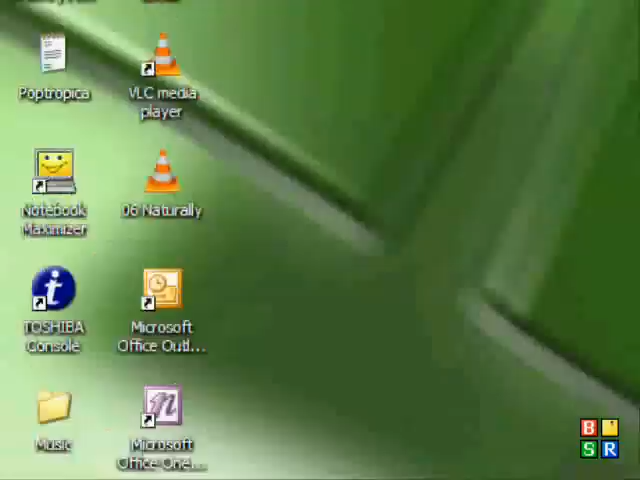 Poptropica
VLC media
player
Notebook
Maximizer
06 Naturally
TOSHIBA
Console
Microsoft
Office Outl...
Music
Microsoft
Office One...
B
S R